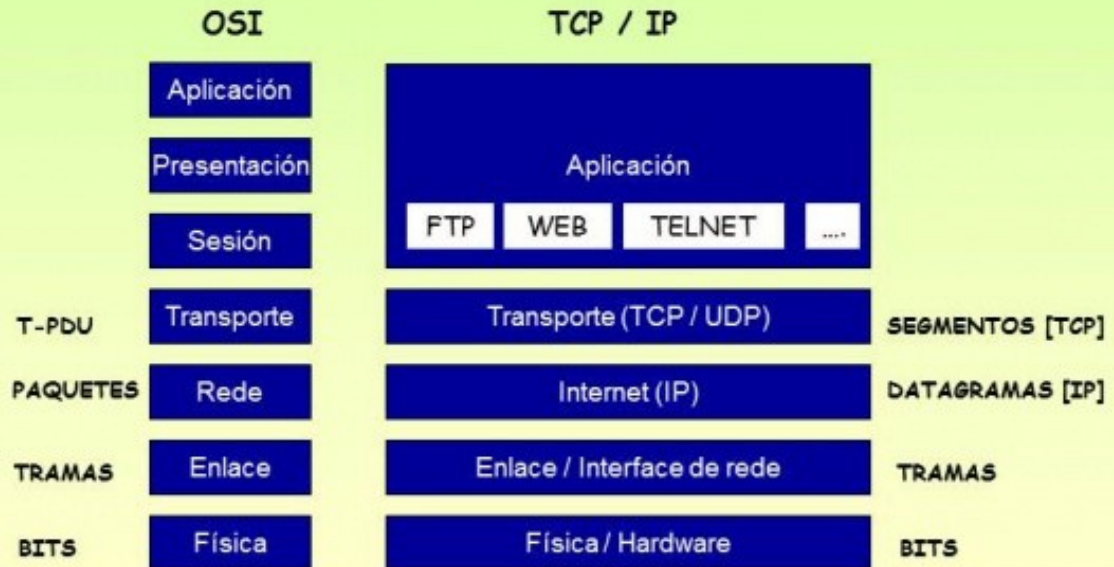 OSI TCP / IP
Aplicación
Presentación Aplicación
Sesión FTP WEB TELNET ....
T-PDU Transporte Transporte (TCP / UDP) SEGMENTOS [TCP]
PAQUETES Rede Internet (IP) DATAGRAMAS [IP]
TRAMAS Enlace Enlace / Interface de rede TRAMAS
BITS Física Física / Hardware BITS